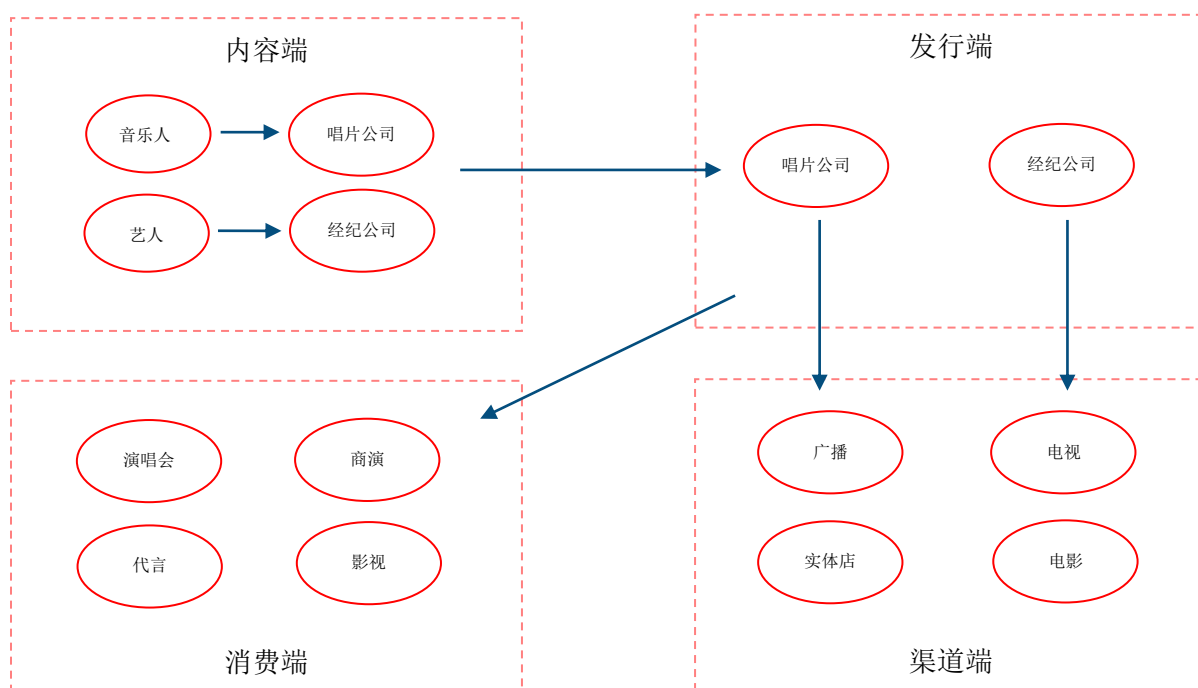 内容端
音乐人
唱片公司
艺人
经纪公司
发行端
唱片公司
经纪公司
演唱会
商演
代言
影视
消费端
广播
电视
实体店
电影
渠道端